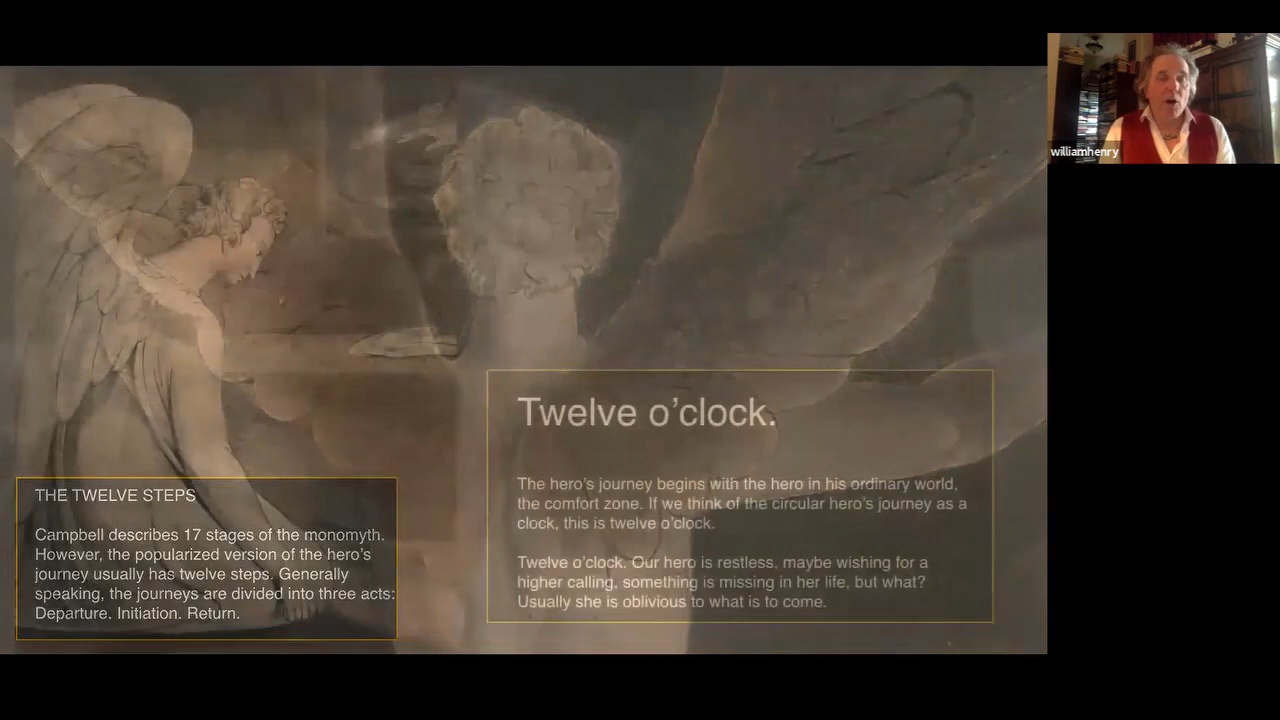 williamhenry
Twelve o’clock.
The hero’s journey begins with the hero in his ordinary world,
the comfort zone. If we think of the circular hero’s journey as a
clock, this is twelve o’clock.
Twelve o’clock. Our hero is restless, maybe wishing for a
higher calling, something is missing in her life, but what?
Usually she is oblivious to what is to come.
THE TWELVE STEPS
Campbell describes 17 stages of the monomyth.
However, the popularized version of the hero’s
journey usually has twelve steps. Generally
speaking, the journeys are divided into three acts:
Departure. Initiation. Return.